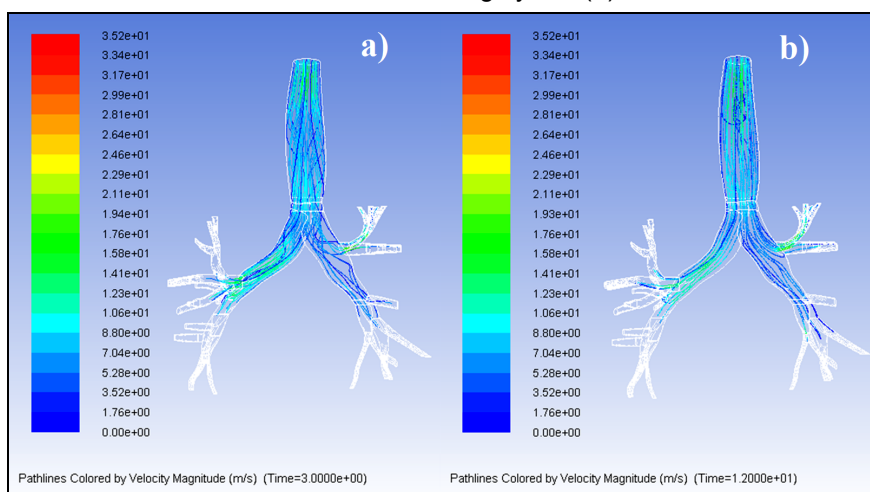 a)
3.52e+01
3.34e+01
3.17e+01
2.99e+01
2.81e+01
2.64e+01
2.46e+01
2.29e+01
2.11e+01
1.94e+01
1.76e+01
1.58e+01
1.41e+01
1.23e+01
1.06e+01
8.80e+00
7.04e+00
5.28e+00
3.52e+00
1.76e+00
0.00e+00
Pathlines Colored by Velocity Magnitude (m/s) (Time=3.0000e+00)
b)
3.52e+01
3.34e+01
3.17e+01
2.99e+01
2.81e+01
2.64e+01
2.46e+01
2.29e+01
2.11e+01
1.93e+01
1.76e+01
1.58e+01
1.41e+01
1.23e+01
1.06e+01
8.80e+00
7.04e+00
5.28e+00
3.52e+00
1.76e+00
0.00e+00
Pathlines Colored by Velocity Magnitude (m/s) (Time=1.2000e+01)